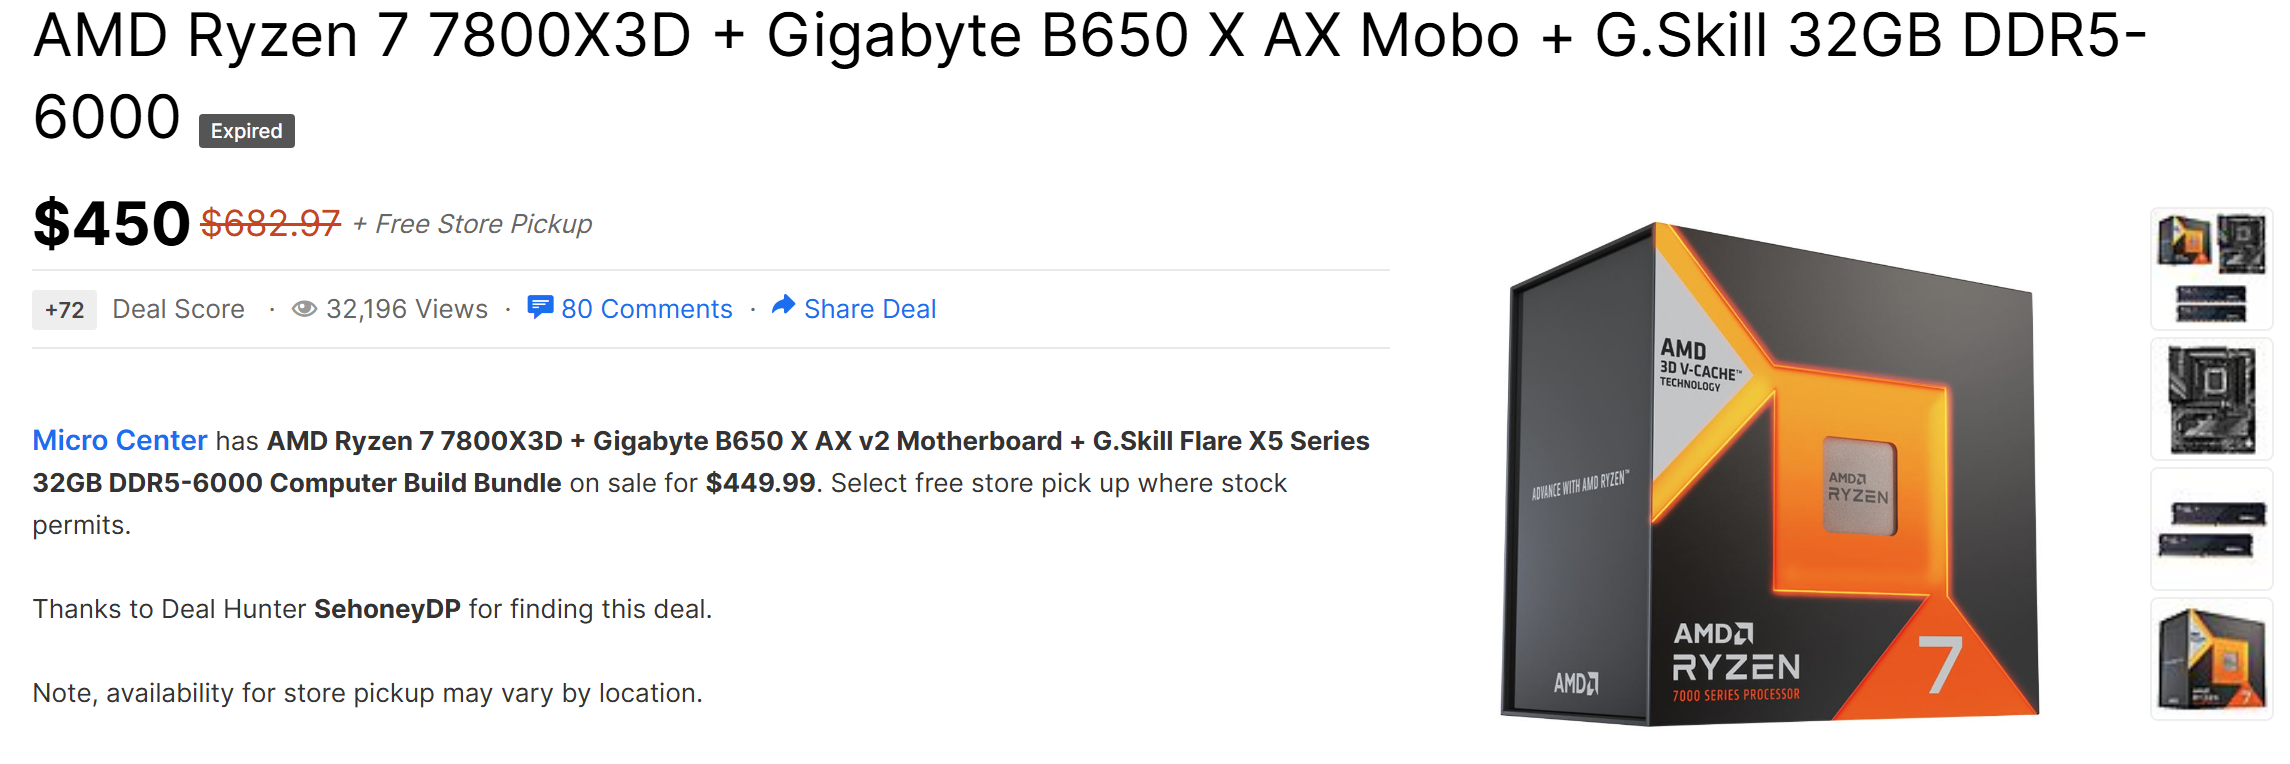 AMD Ryzen 7 7800X3D + Gigabyte B650 X AX Mobo + G.Skill 32GB DDR5-
6000 Expired
$450 $682.97 + Free Store Pickup
+72 Deal Score · 32,196 Views · 80 Comments · Share Deal
Micro Center has AMD Ryzen 7 7800X3D + Gigabyte B650 X AX v2 Motherboard + G.Skill Flare X5 Series
32GB DDR5-6000 Computer Build Bundle on sale for $449.99. Select free store pick up where stock
permits.
Thanks to Deal Hunter SehoneyDP for finding this deal.
Note, availability for store pickup may vary by location.
AMD
3D V-CACHE™
TECHNOLOGY
ADVANCE WITH AMD RYZEN™
AMD
RYZEN
AMD
AMD
RYZEN
7000 SERIES PROCESSOR
7